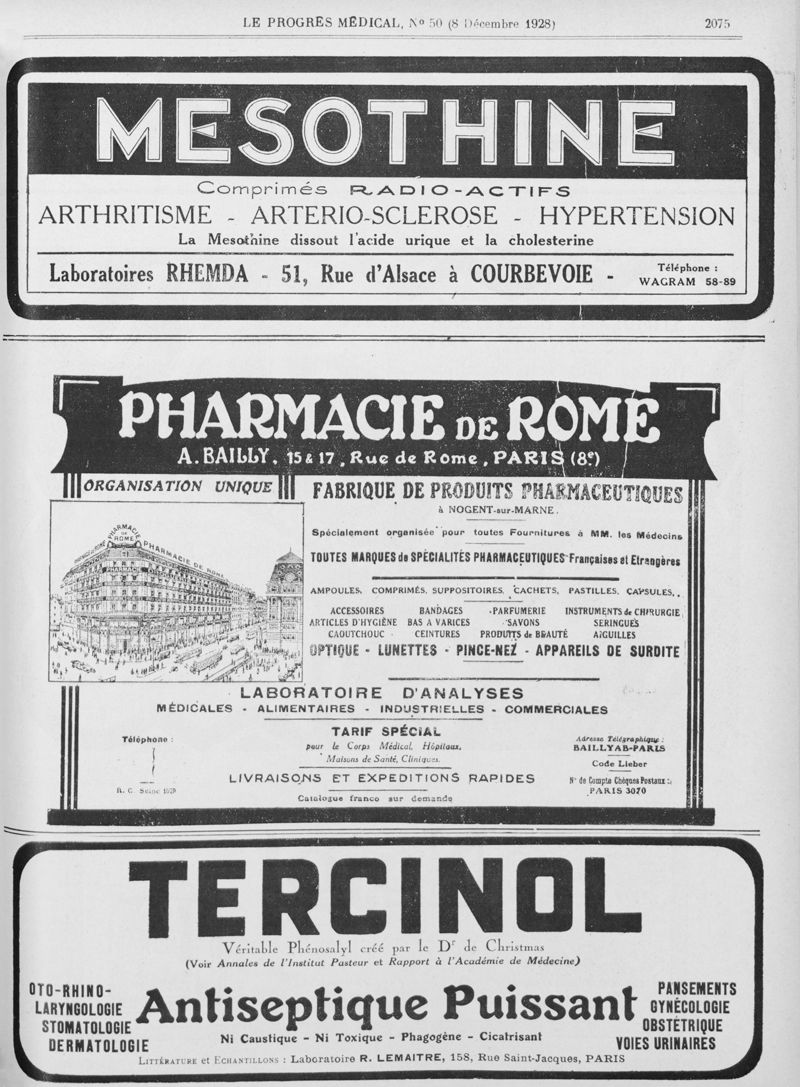 LE PROGRÈS MÉDICAL, No 50 (8 Décembre 1928) 2075
MESOTHINE
Comprimés RADIO-ACTIFS
ARTHRITISME - ARTERIO-SCLEROSE - HYPERTENSION
La Mesothine dissout l'acide urique et la cholesterine
Laboratoires RHEMDA - 51, Rue d'Alsace à COURBEVOIE -
Téléphone :
WAGRAM 58-89
PHARMACIE DE ROME
A. BAILLY, 15 & 17, Rue de Rome, PARIS (8e)
ORGANISATION UNIQUE
PHARMACIE
DE
ROME
PHARMACIE DE ROME
FABRIQUE DE PRODUITS PHARMACEUTIQUES
à NOGENT-sur-MARNE.
Spécialement organisée pour toutes Fournitures à MM. les Médecins
TOUTES MARQUES de SPÉCIALITÉS PHARMACEUTIQUES Françaises et Etrangères
AMPOULES, COMPRIMÉS, SUPPOSITOIRES, CACHETS, PASTILLES, CAPSULES,
ACCESSOIRES BANDAGES PARFUMERIE INSTRUMENTS de CHIRURGIE
ARTICLES D'HYGIÈNE BAS A VARICES SAVONS SERINGUES
CAOUTCHOUC CEINTURES PRODUITS de BEAUTÉ AIGUILLES
OPTIQUE - LUNETTES - PINCE-NEZ - APPAREILS DE SURDITE
LABORATOIRE D'ANALYSES
MÉDICALES - ALIMENTAIRES - INDUSTRIELLES - COMMERCIALES
Téléphone :
R. C. Seine
TARIF SPÉCIAL
pour le Corps Médical, Hôpitaux,
Maisons de Santé, Cliniques.
LIVRAISONS ET EXPEDITIONS RAPIDES
Catalogue franco sur demande
Adresse Télégraphique :
BAILLYAB-PARIS
Code Lieber
No de Compte Chèques Postaux :
PARIS 3070
TERCINOL
Véritable Phénosalyl créé par le Dr de Christmas
(Voir Annales de l'Institut Pasteur et Rapport à l'Académie de Médecine)
OTO-RHINO-
LARYNGOLOGIE
STOMATOLOGIE
DERMATOLOGIE
Antiseptique Puissant
Ni Caustique - Ni Toxique - Phagogène - Cicatrisant
PANSEMENTS
GYNÉCOLOGIE
OBSTÉTRIQUE
VOIES URINAIRES
LITTÉRATURE et ECHANTILLONS : Laboratoire R. LEMAITRE, 158, Rue Saint-Jacques, PARIS